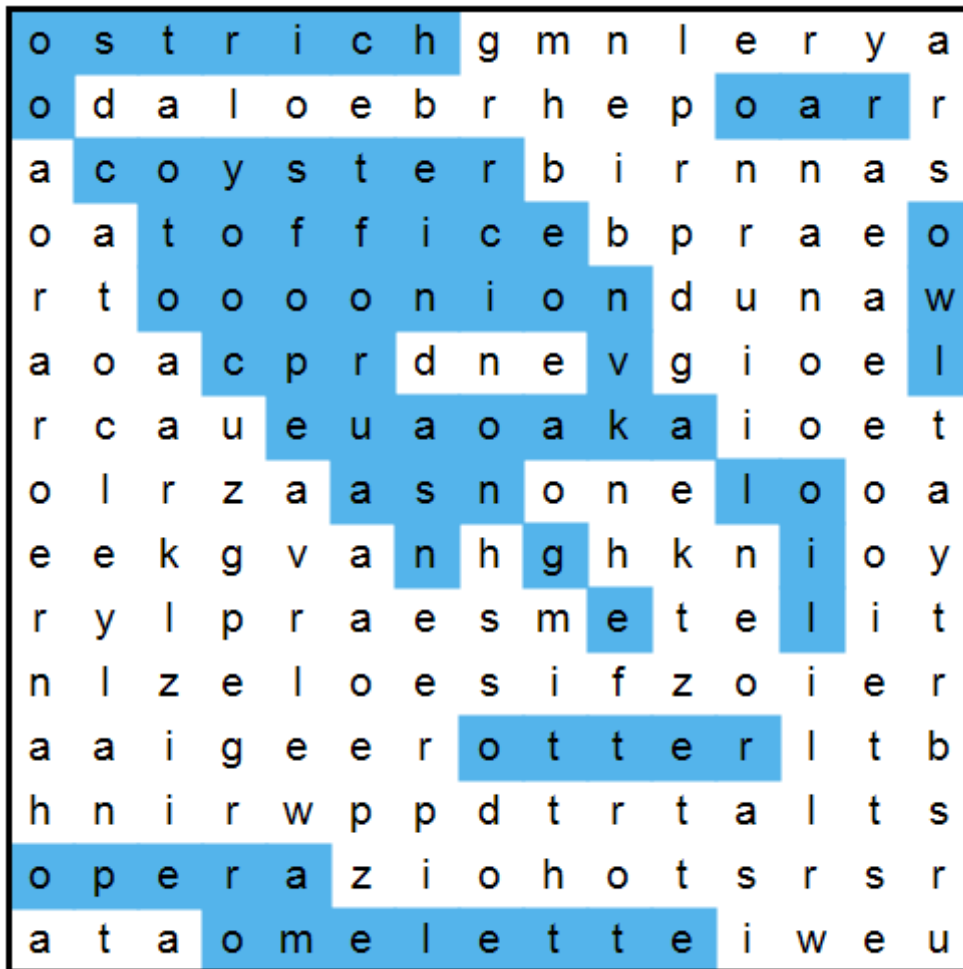 o s t r i c h g m n l e r y a
o d a l o e b r h e p o a r r
a c o y s t e r b i r n n a s
o a t o f f i c e b p r a e o
r t o o o o n i o n d u n a w
a o a c p r d n e v g i o e l
r c a u e u a o a k a i o e t
o l r z a a s n o n e l o o a
e e k g v a n h g h k n i o y
r y l p r a e s m e t e l i t
n l z e l o e s i f z o i e r
a a i g e e r o t t e r l t b
h n i r w p p d t r t a l t s
o p e r a z i o h o t s r s r
a t a o m e l e t t e i w e u